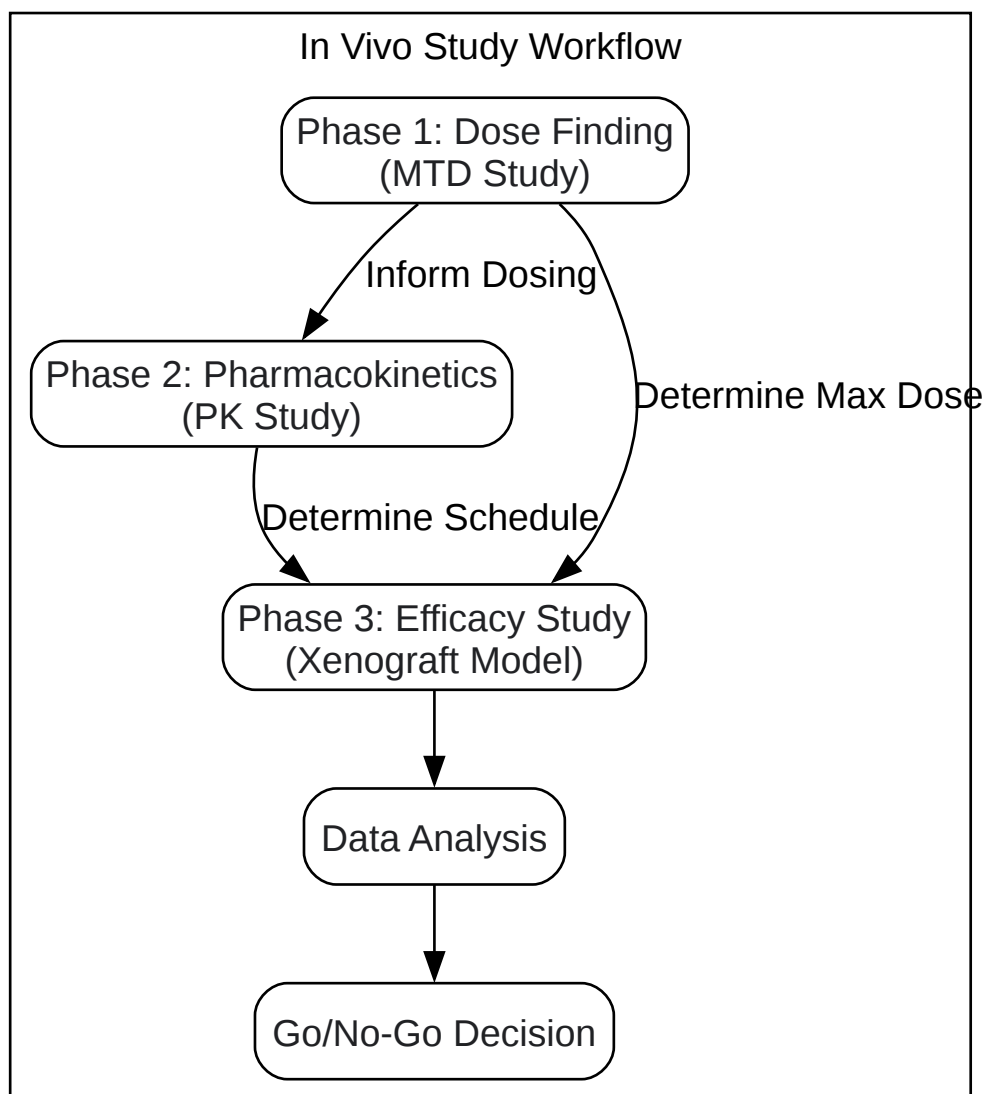 In Vivo Study Workflow
Phase 1: Dose Finding
(MTD Study)
Inform Dosing
Phase 2: Pharmacokinetics
(PK Study)
Determine Max Dose
Determine Schedule
Phase 3: Efficacy Study
(Xenograft Model)
Data Analysis
Go/No-Go Decision